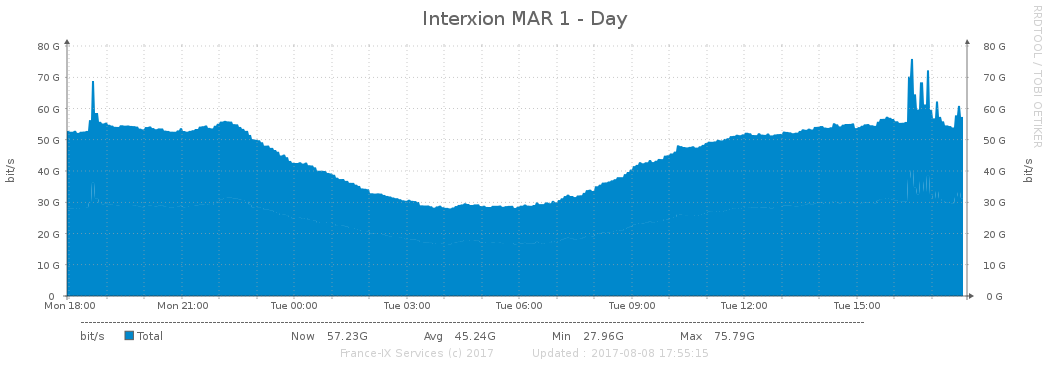 Interxion MAR 1 - Day
RRDTOOL / TOBI OETIKER
bit/s
bit/s
80 G 80 G
70 G 70 G
60 G 60 G
50 G 50 G
40 G 40 G
30 G 30 G
20 G 20 G
10 G 10 G
0 0 G
Mon 18:00 Mon 21:00 Tue 00:00 Tue 03:00 Tue 06:00 Tue 09:00 Tue 12:00 Tue 15:00
bit/s Total Now 57.23G Avg 45.24G Min 27.96G Max 75.79G
France-IX Services (c) 2017 Updated : 2017-08-08 17:55:15